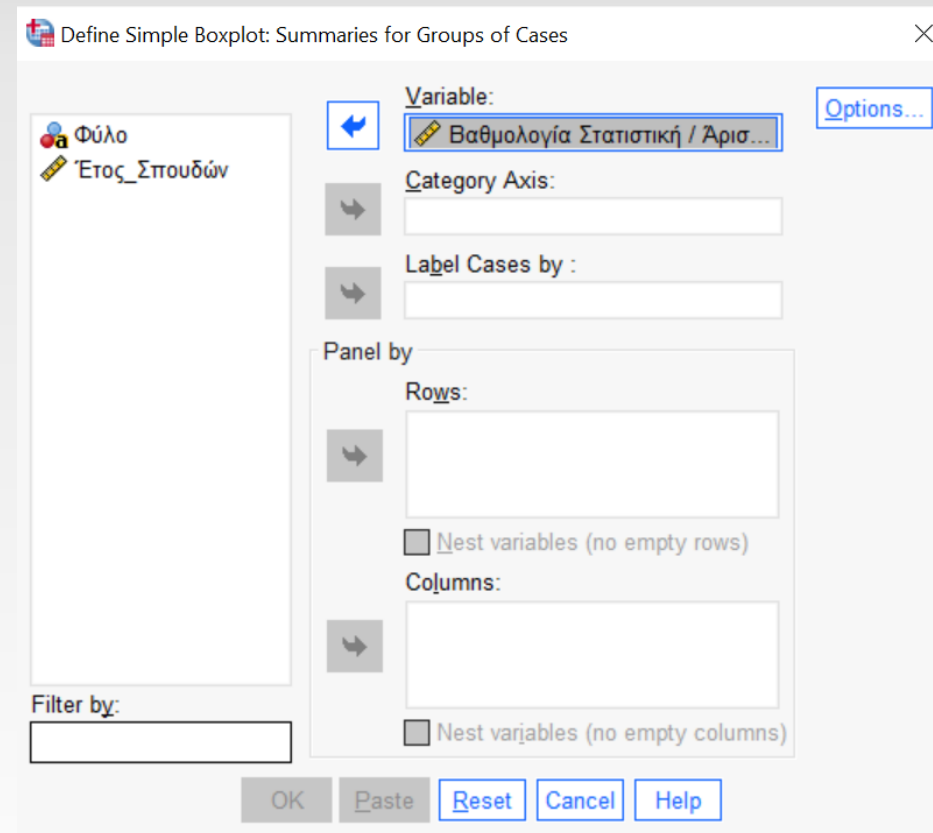 Define Simple Boxplot: Summaries for Groups of Cases
Variable:
Options...
Φύλο
Βαθμολογία Στατιστική / Άρισ...
Έτος_Σπουδών
Category Axis:
Label Cases by :
Panel by
Rows:
Nest variables (no empty rows)
Columns:
Filter by:
Nest variables (no empty columns)
OK Paste Reset Cancel Help